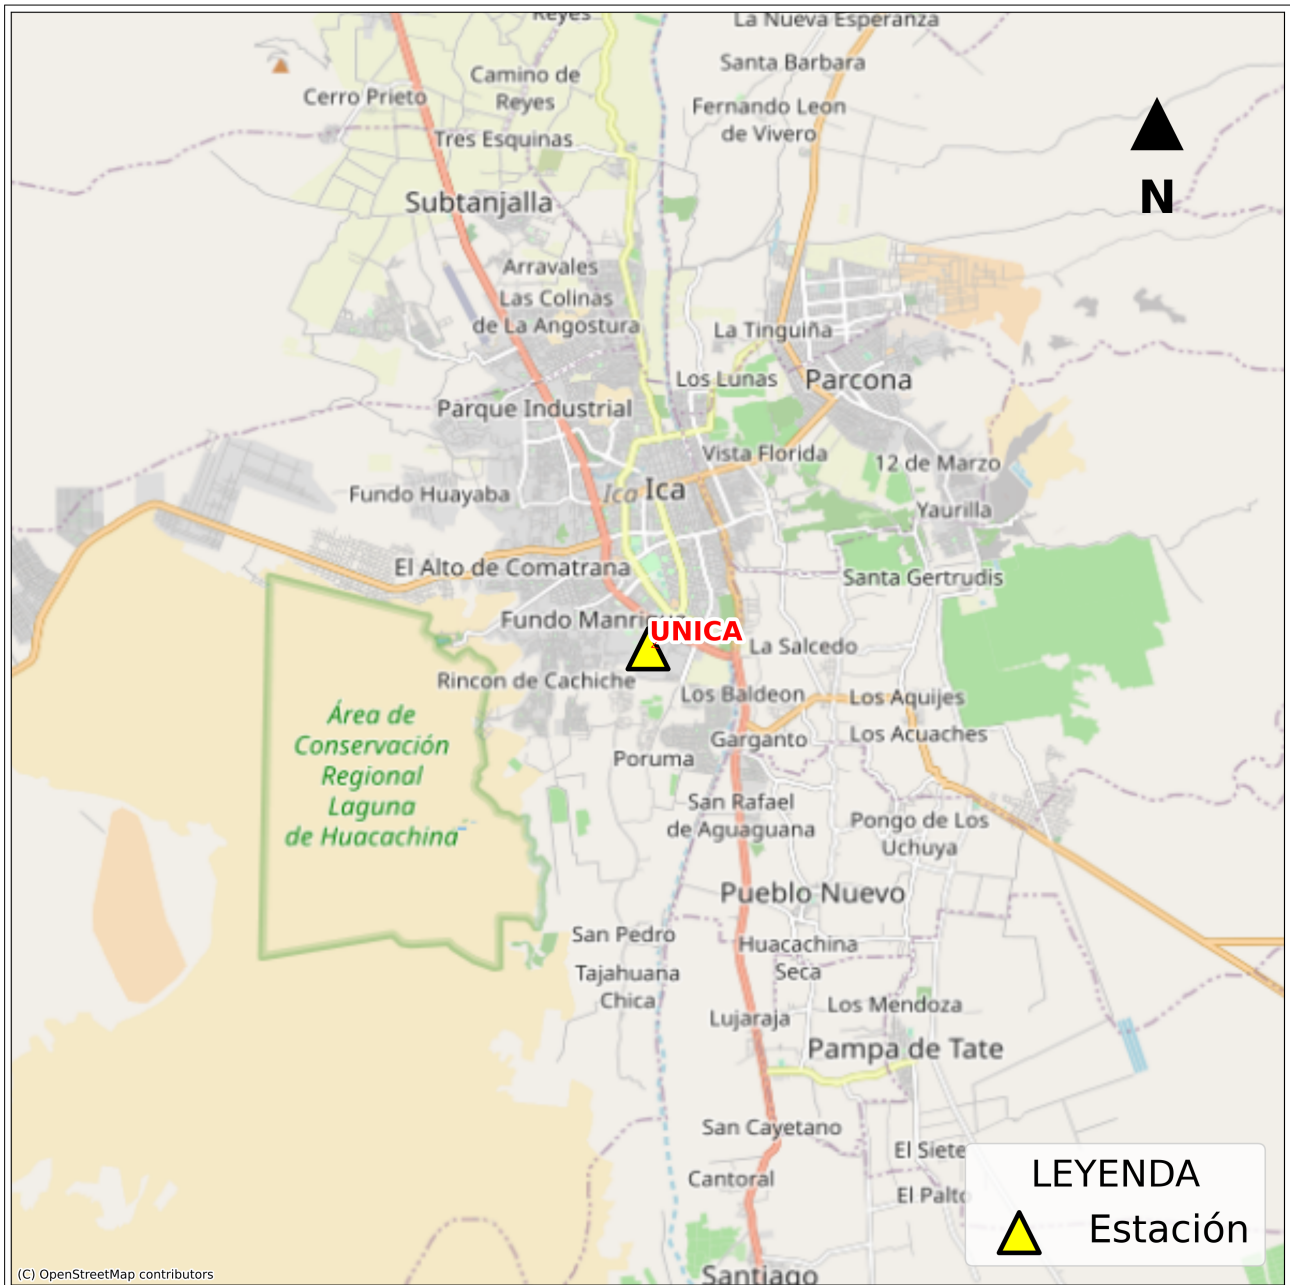 Reyes
La Nueva Esperanza
Santa Barbara
Camino de
Reyes
Cerro Prieto
Fernando Leon
de Vivero
Tres Esquinas
N
Subtanjalla
Arravales
Las Colinas
de La Angostura
La Tinguiña
Los Lunas
Parcona
Parque Industrial
Vista Florida
12 de Marzo
Fundo Huayaba
Ica
Ica
Yaurilla
El Alto de Comatrana
Santa Gertrudis
Fundo Manrique
UNICA
La Salcedo
Rincon de Cachiche
Los Baldeon
Los Aquijes
Área de
Conservación
Regional
Laguna
de Huacachina
Garganto
Los Acuaches
Poruma
San Rafael
de Aguaguana
Pongo de Los
Uchuya
Pueblo Nuevo
San Pedro
Huacachina
Seca
Tajahuana
Chica
Los Mendoza
Lujaraja
Pampa de Tate
San Cayetano
El Siete
Cantoral
El Palto
LEYENDA
Estación
Santiago
(C) OpenStreetMap contributors